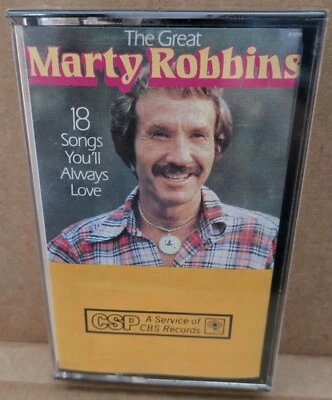 The Great
Marty Robbins
18
Songs
You'll
Always
Love
CSP
A Service of
CBS Records